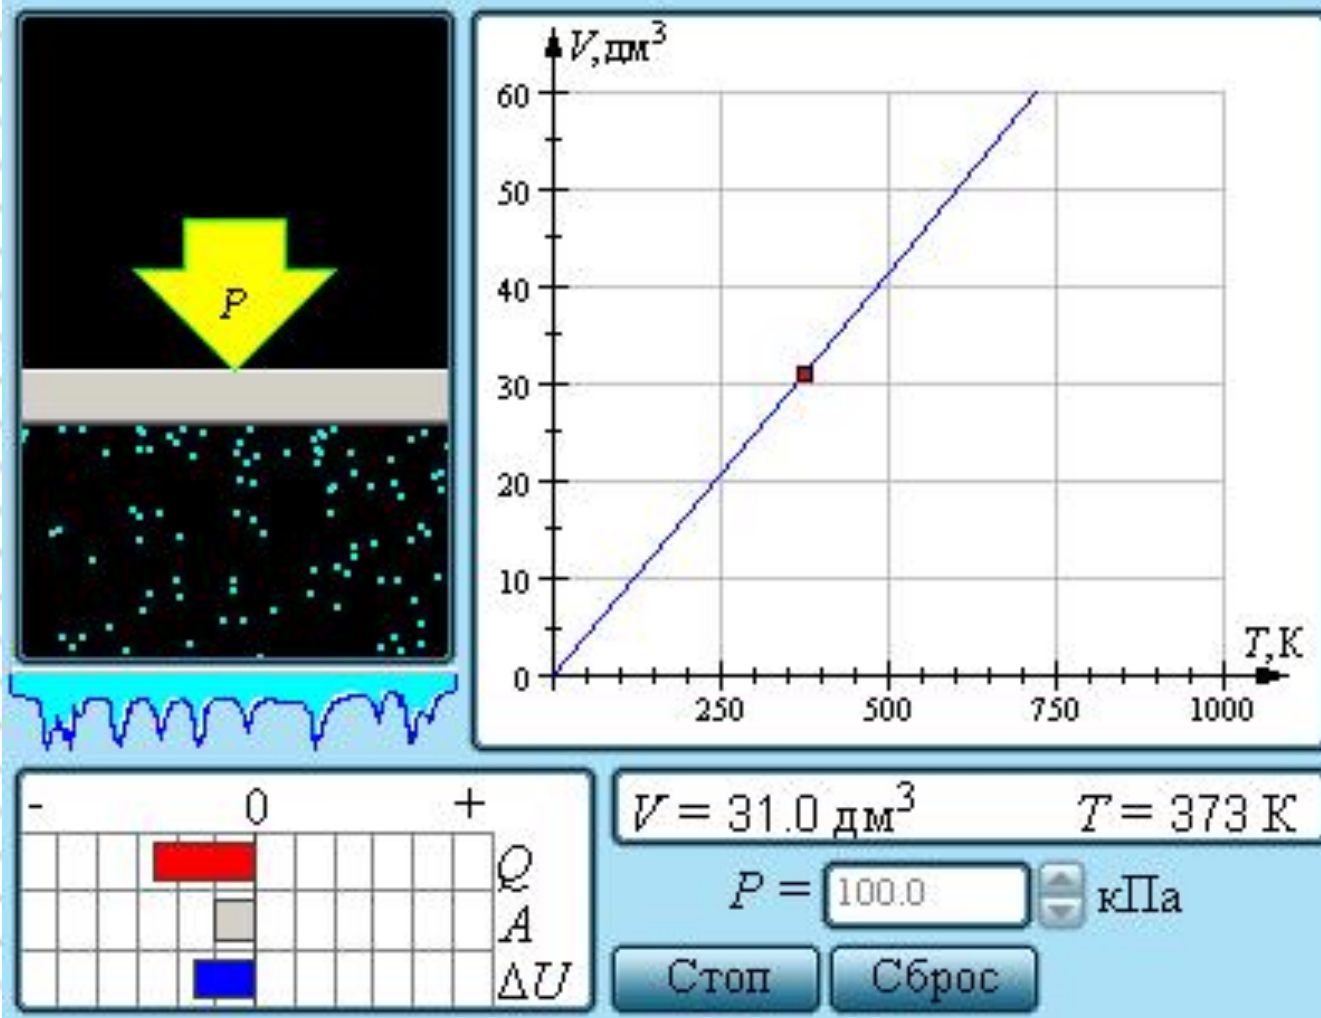 P
V, дм³
60
50
40
30
20
10
0
250 500 750 1000
T, К
- 0 +
Q
A
ΔU
V = 31.0 дм³ T = 373 К
P = 100.0 кПа
Стоп Сброс